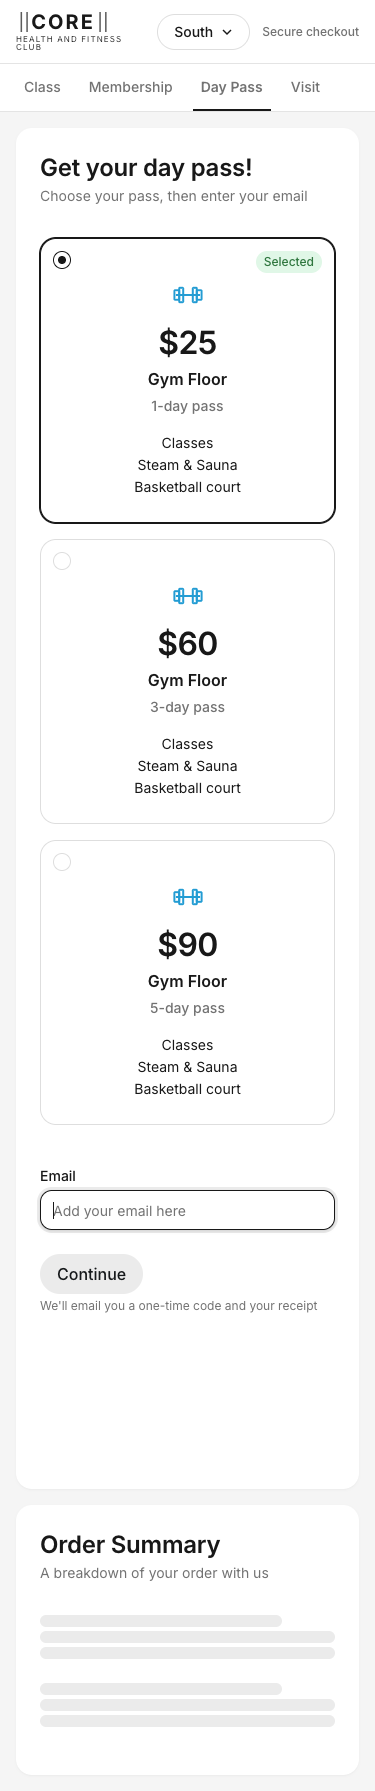 CORE
HEALTH AND FITNESS CLUB
South
Secure checkout
Class
Membership
Day Pass
Visit
Get your day pass!
Choose your pass, then enter your email
Selected
$25
Gym Floor
1-day pass
Classes
Steam & Sauna
Basketball court
$60
Gym Floor
3-day pass
Classes
Steam & Sauna
Basketball court
$90
Gym Floor
5-day pass
Classes
Steam & Sauna
Basketball court
Email
Add your email here
Continue
We'll email you a one-time code and your receipt
Order Summary
A breakdown of your order with us